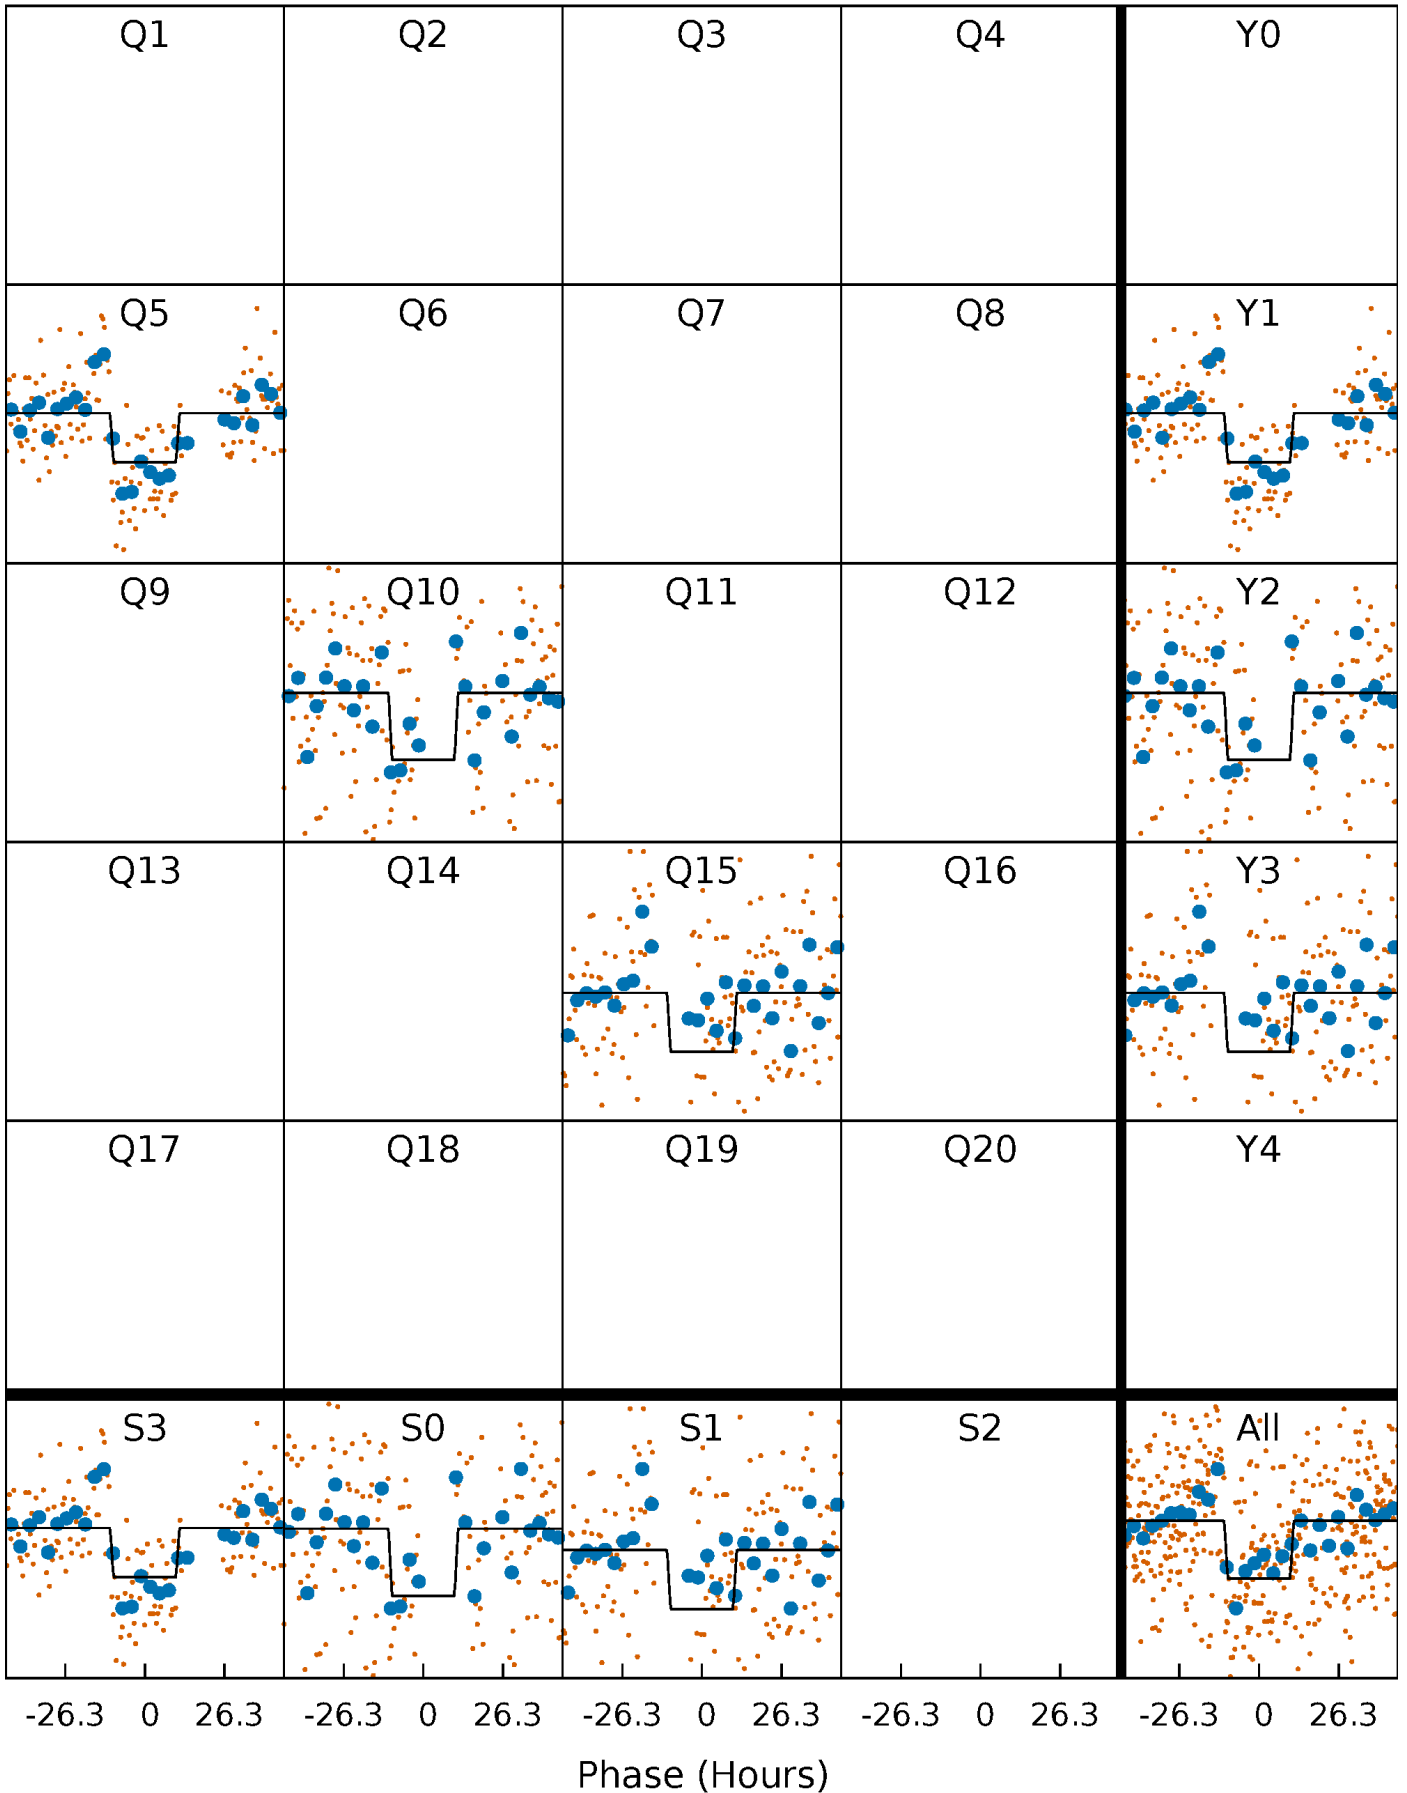 Q1 Q2 Q3 Q4 Y0
Q5 Q6 Q7 Q8 Y1
Q9 Q10 Q11 Q12 Y2
Q13 Q14 Q15 Q16 Y3
Q17 Q18 Q19 Q20 Y4
S3 S0 S1 S2 All
-26.3 0 26.3 -26.3 0 26.3 -26.3 0 26.3 -26.3 0 26.3 -26.3 0 26.3
Phase (Hours)